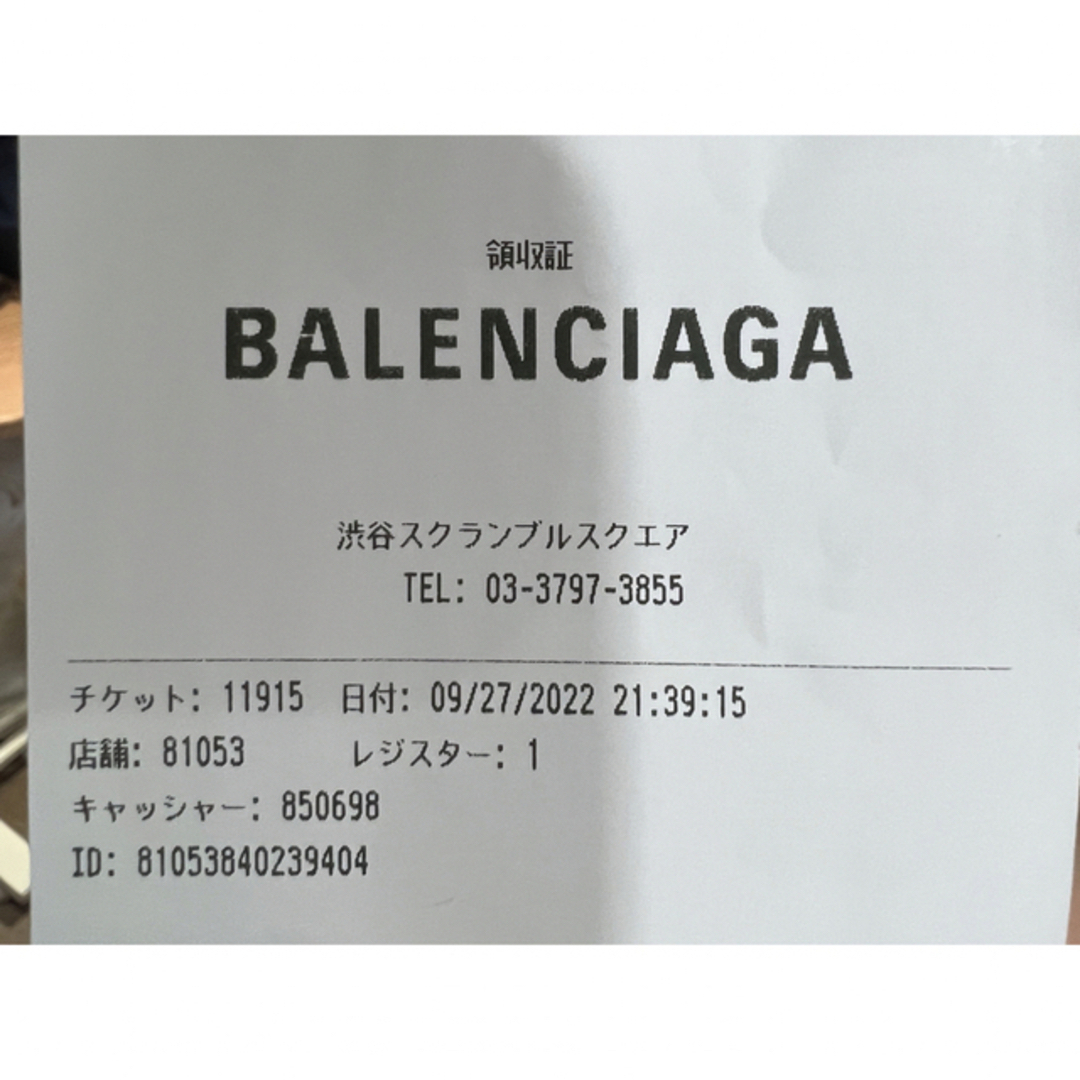 領収証
BALENCIAGA
渋谷スクランブルスクエア
TEL: 03-3797-3855
チケット: 11915 日付: 09/27/2022 21:39:15
店舗: 81053 レジスター: 1
キャッシャー: 850698
ID: 81053840239404